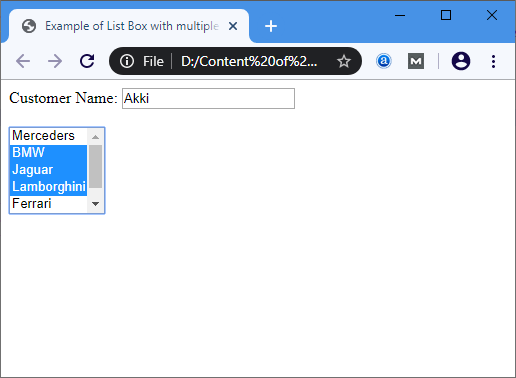 Example of List Box with multiple
File D:/Content%20of%2...
Customer Name: Akki
Merceders
BMW
Jaguar
Lamborghini
Ferrari